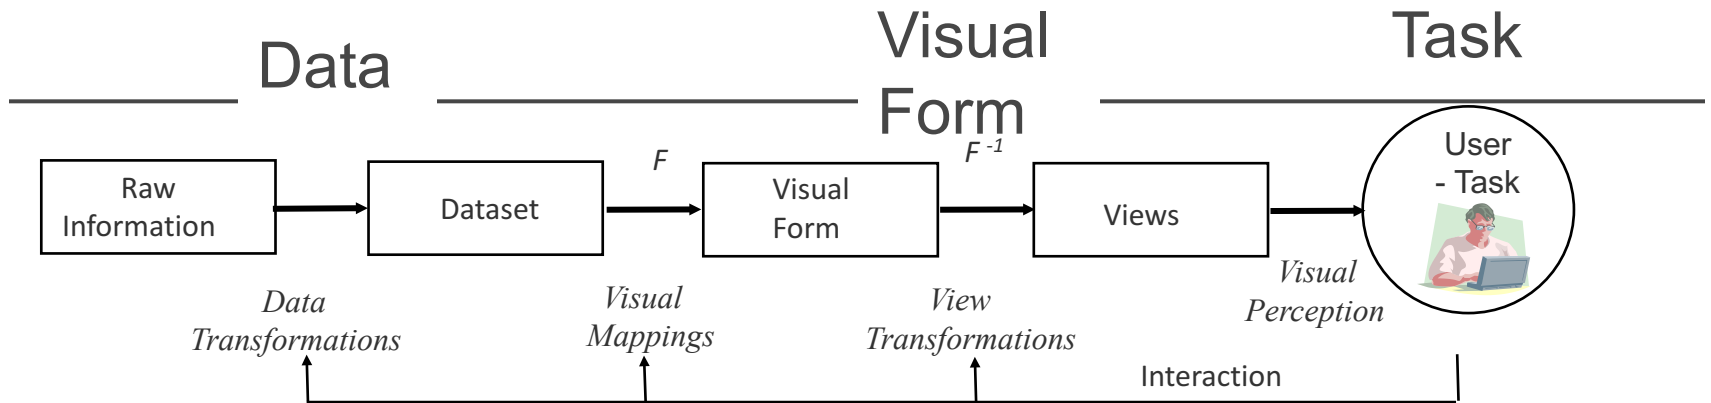 Data
Visual
Form
Task
Raw
Information
Dataset
F
Visual
Form
F -1
Views
User
- Task
Data
Transformations
Visual
Mappings
View
Transformations
Visual
Perception
Interaction